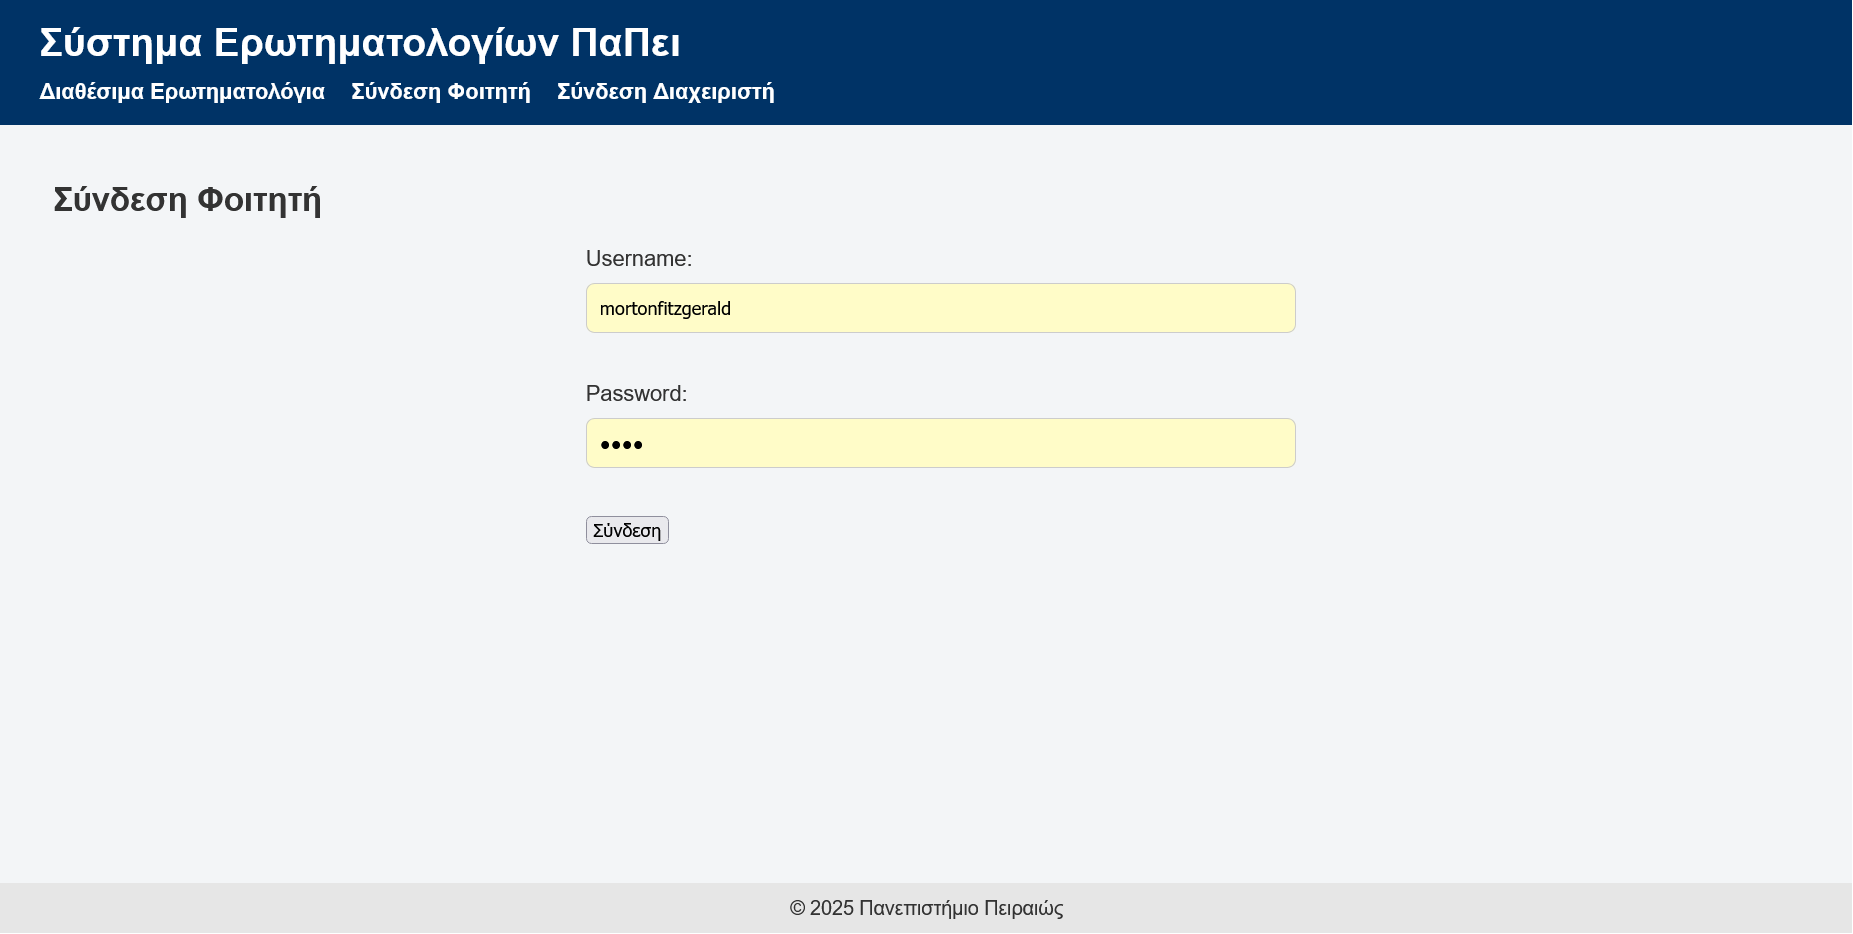 Σύστημα Ερωτηματολογίων ΠαΠει
Διαθέσιμα Ερωτηματολόγια Σύνδεση Φοιτητή Σύνδεση Διαχειριστή
Σύνδεση Φοιτητή
Username:
mortonfitzgerald
Password:
••••
Σύνδεση
© 2025 Πανεπιστήμιο Πειραιώς